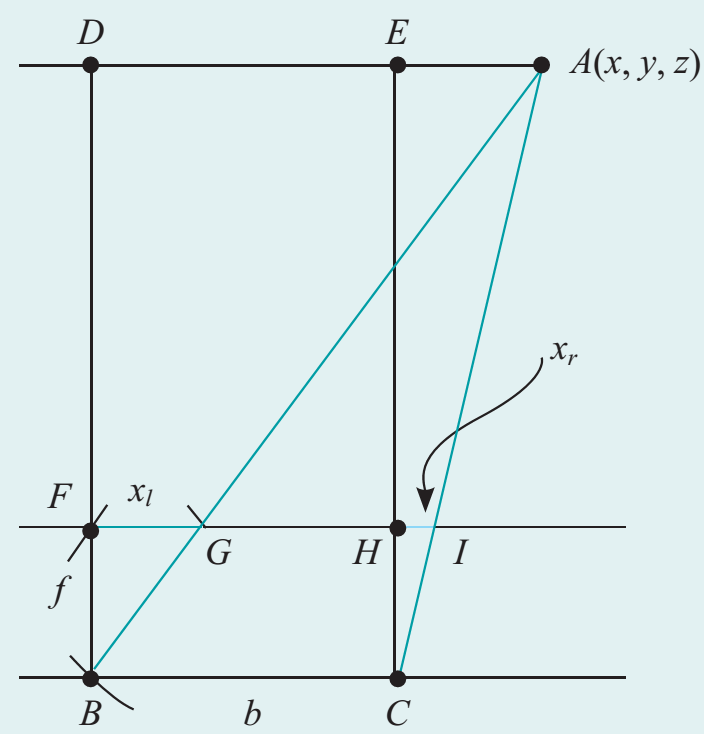 D E A(x, y, z)
x_r
F x_l
G H I
f
B b C